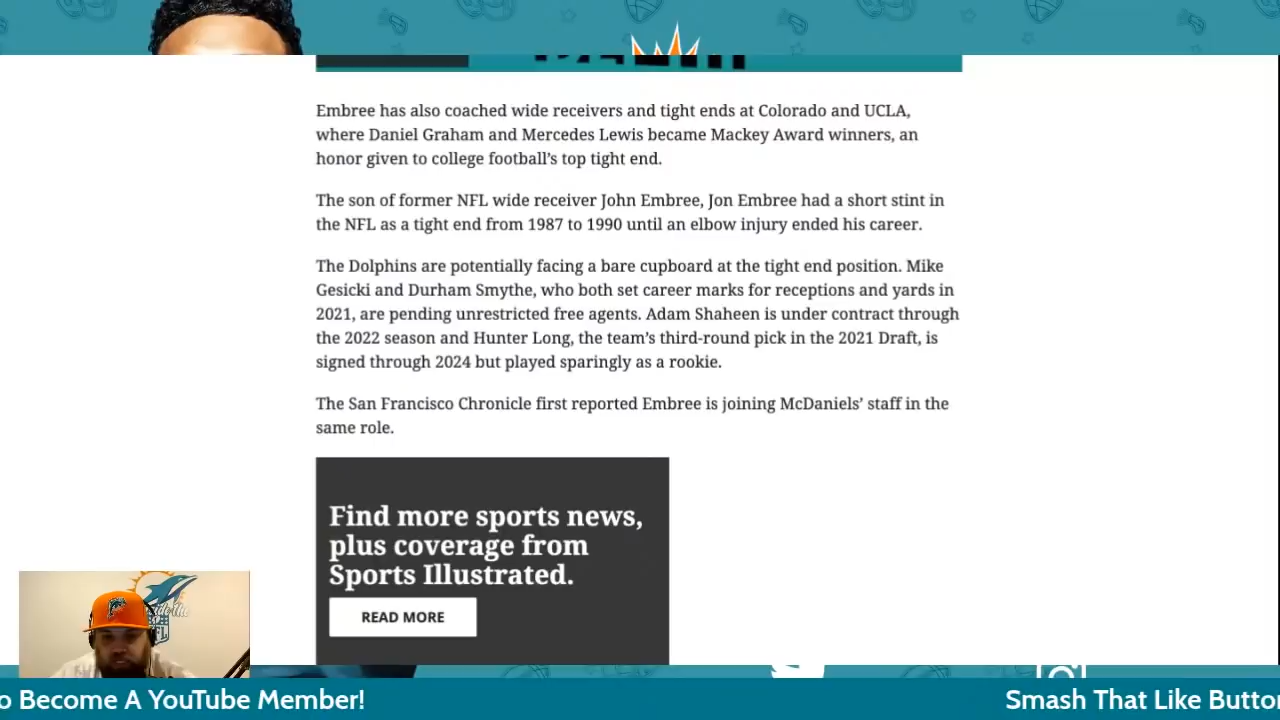 Embree has also coached wide receivers and tight ends at Colorado and UCLA,
where Daniel Graham and Mercedes Lewis became Mackey Award winners, an
honor given to college football’s top tight end.
The son of former NFL wide receiver John Embree, Jon Embree had a short stint in
the NFL as a tight end from 1987 to 1990 until an elbow injury ended his career.
The Dolphins are potentially facing a bare cupboard at the tight end position. Mike
Gesicki and Durham Smythe, who both set career marks for receptions and yards in
2021, are pending unrestricted free agents. Adam Shaheen is under contract through
the 2022 season and Hunter Long, the team’s third-round pick in the 2021 Draft, is
signed through 2024 but played sparingly as a rookie.
The San Francisco Chronicle first reported Embree is joining McDaniels’ staff in the
same role.
Find more sports news,
plus coverage from
Sports Illustrated.
READ MORE
o Become A YouTube Member!
Smash That Like Button